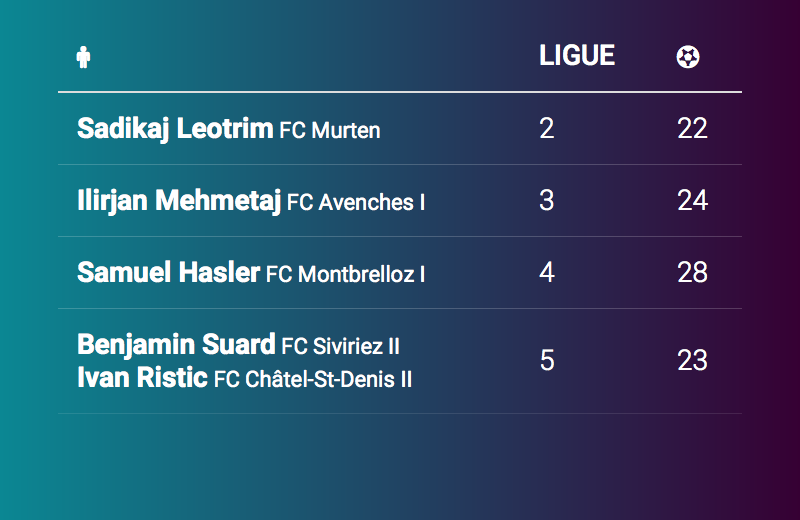 LIGUE
Sadikaj Leotrim FC Murten 2 22
Ilirjan Mehmetaj FC Avenches I 3 24
Samuel Hasler FC Montbrelloz I 4 28
Benjamin Suard FC Siviriez II
Ivan Ristic FC Châtel-St-Denis II
5 23